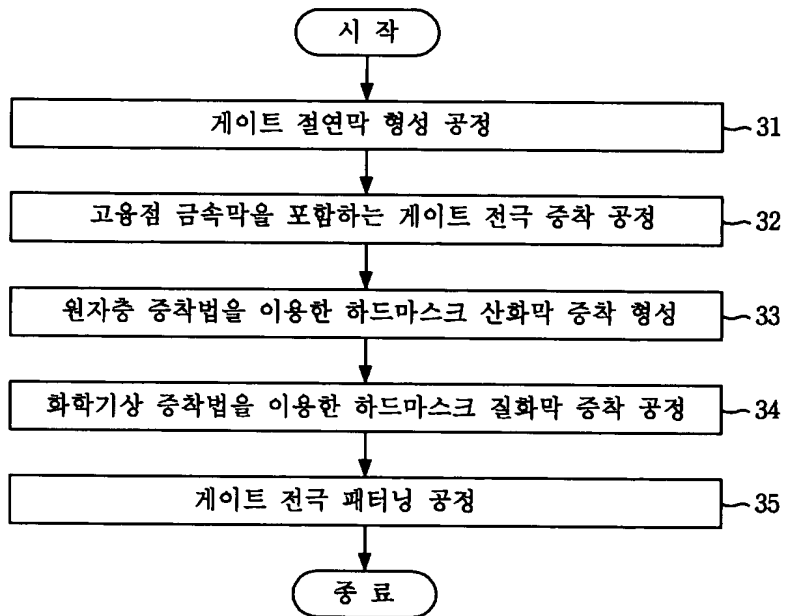 시 작
게이트 절연막 형성 공정 31
고융점 금속막을 포함하는 게이트 전극 증착 공정 32
원자층 증착법을 이용한 하드마스크 산화막 증착 형성 33
화학기상 증착법을 이용한 하드마스크 질화막 증착 공정 34
게이트 전극 패터닝 공정 35
종 료